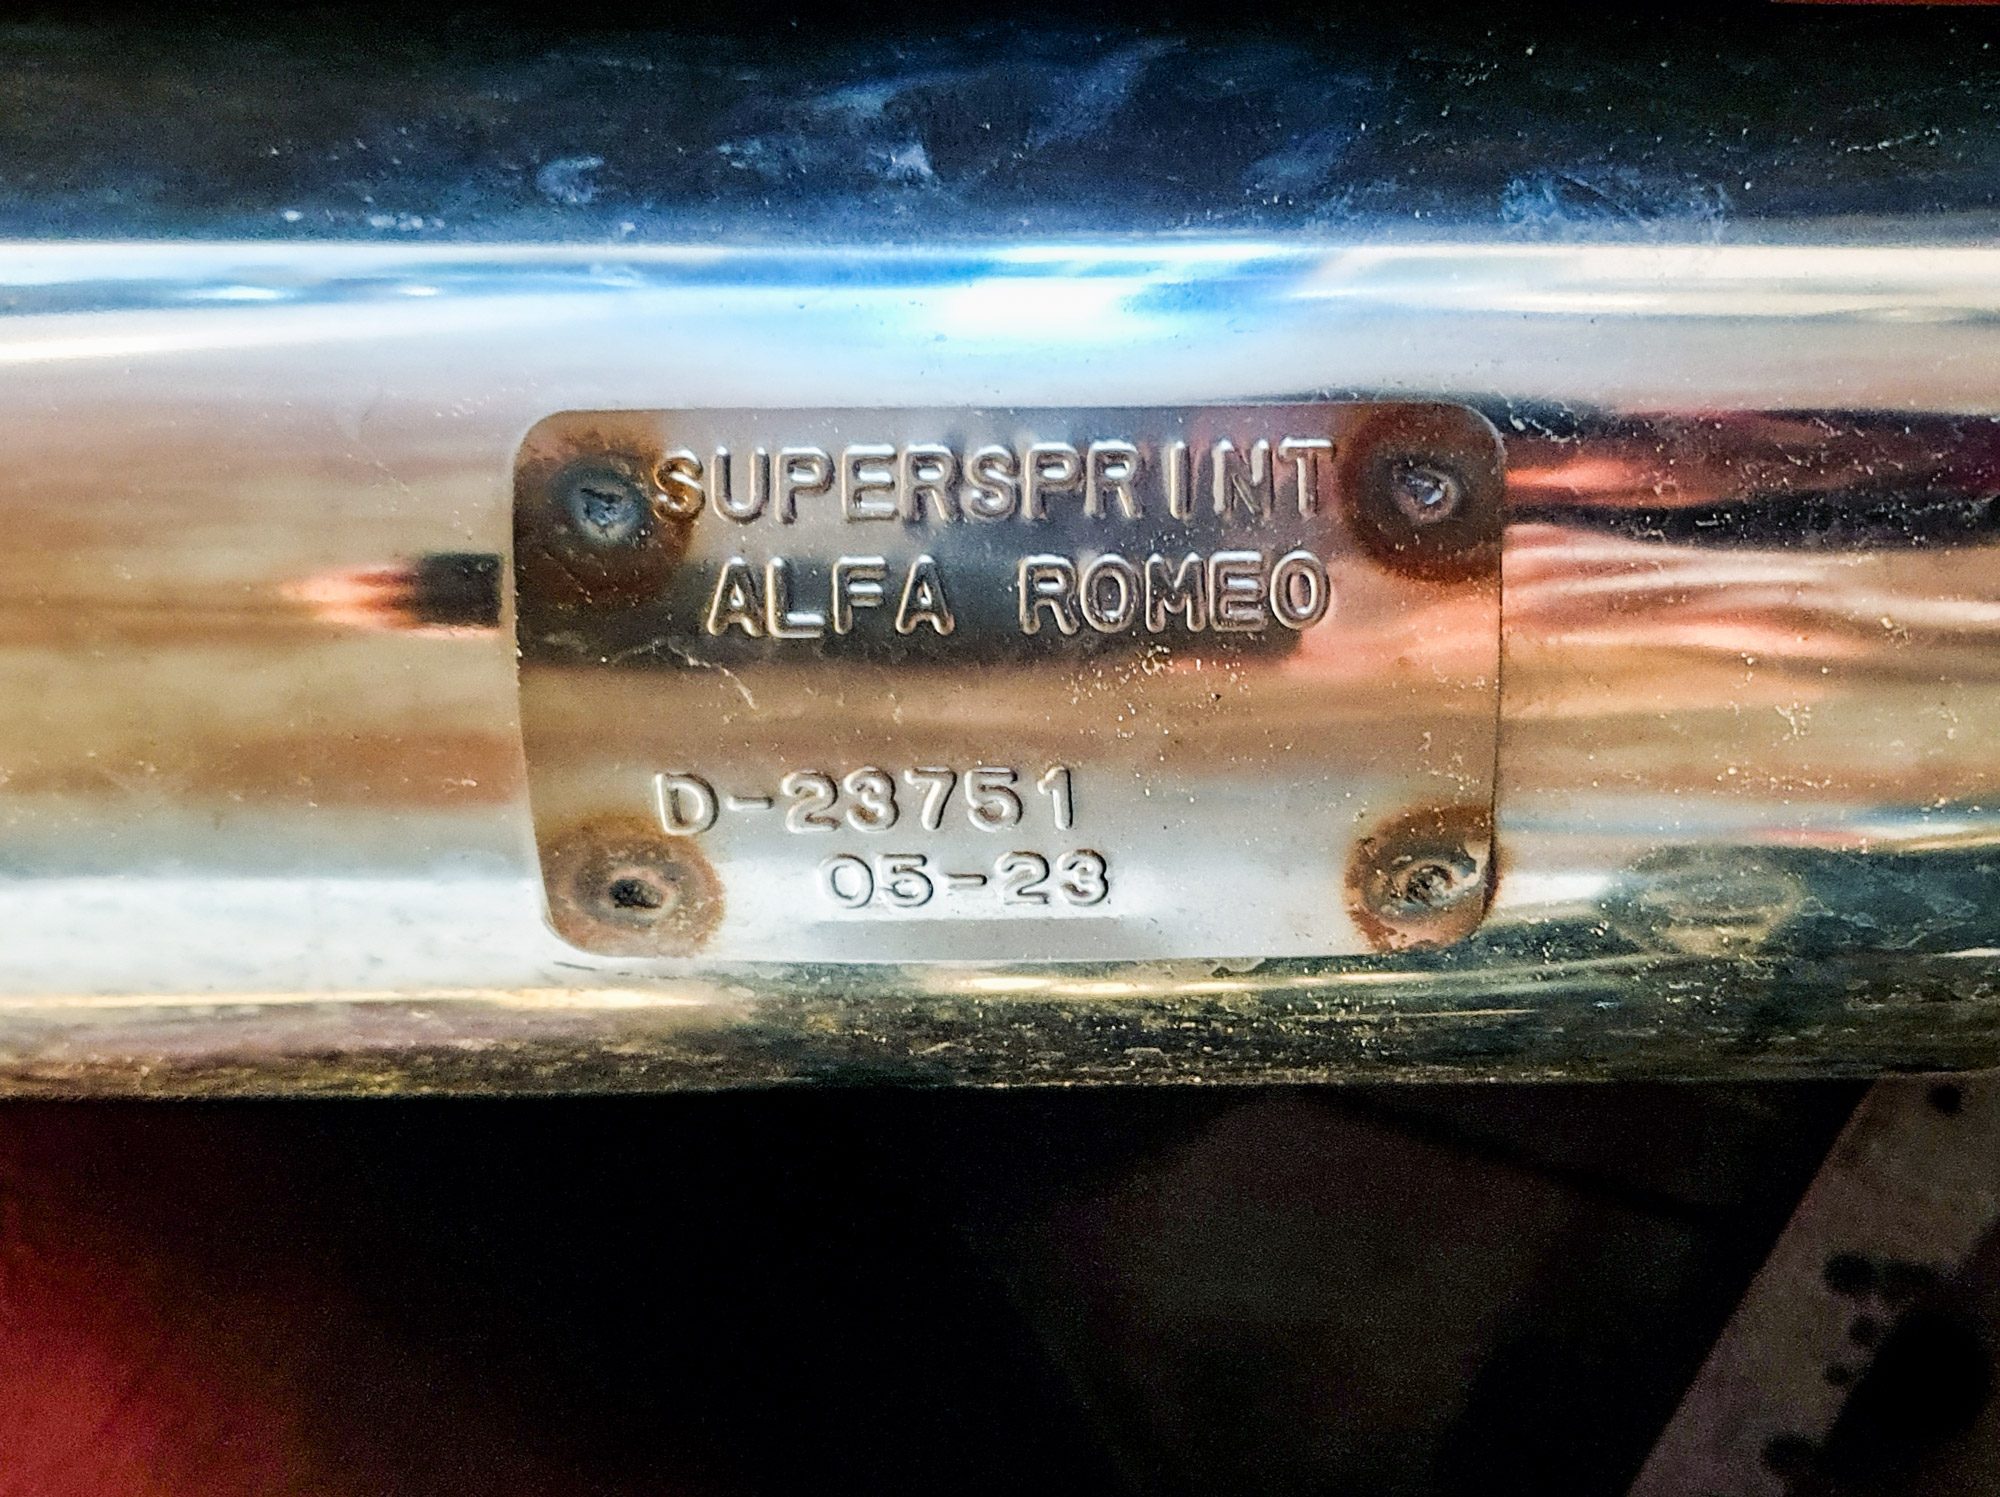 SUPERSPRINT
ALFA ROMEO
D-23751
05-23